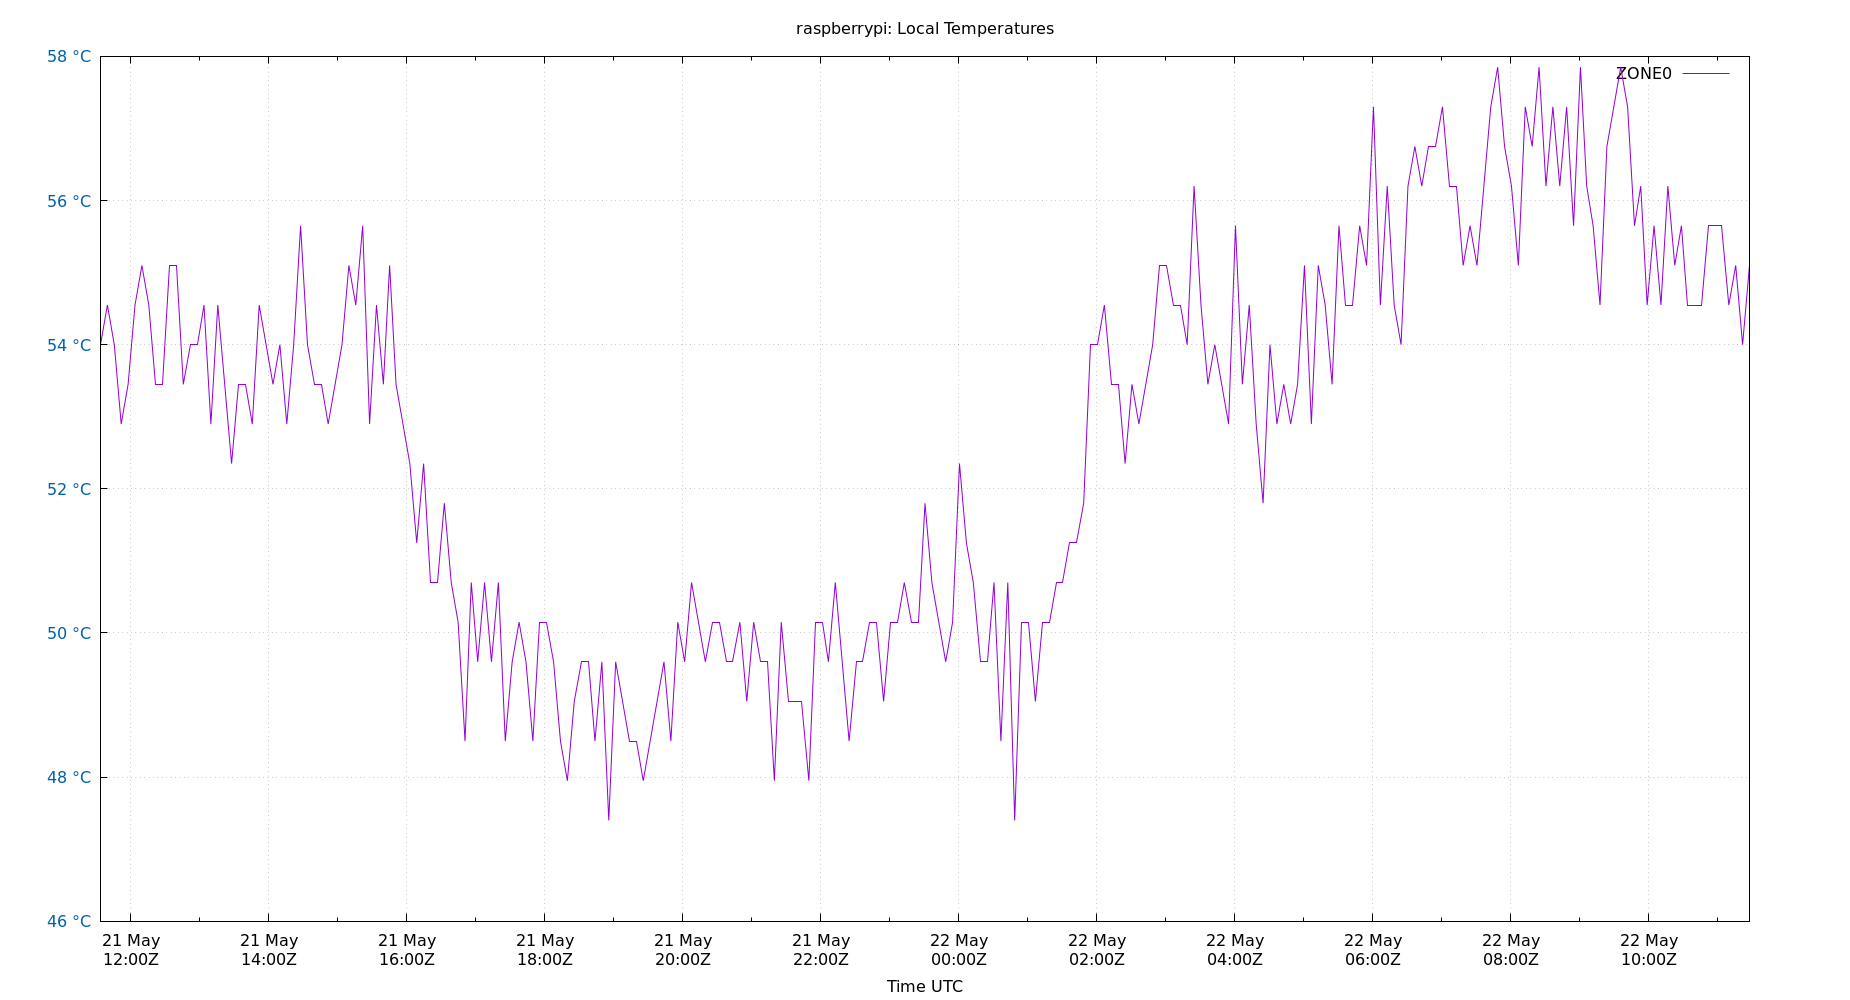 raspberrypi: Local Temperatures
58 °C
ZONE0
56 °C
54 °C
52 °C
50 °C
48 °C
46 °C
21 May 21 May 21 May 21 May 21 May 21 May 22 May 22 May 22 May 22 May 22 May 22 May
12:00Z 14:00Z 16:00Z 18:00Z 20:00Z 22:00Z 00:00Z 02:00Z 04:00Z 06:00Z 08:00Z 10:00Z
Time UTC